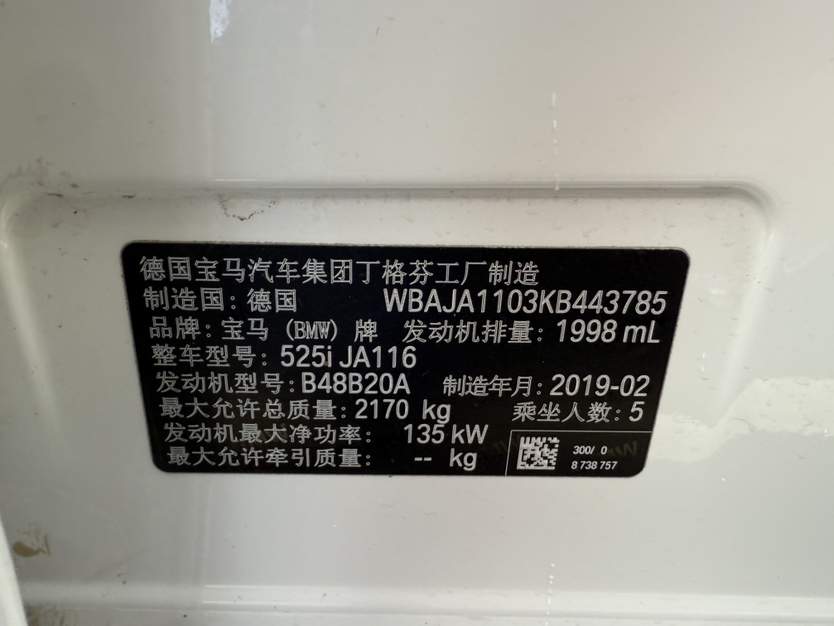 德国宝马汽车集团丁格芬工厂制造
制造国：德国 WBAJA1103KB443785
品牌：宝马 (BMW) 牌 发动机排量：1998 mL
整车型号：525i JA116
发动机型号：B48B20A 制造年月：2019-02
最大允许总质量：2170 kg 乘坐人数：5
发动机最大净功率： 135 kW
最大允许牵引质量： -- kg
300/ 0
8 738 757